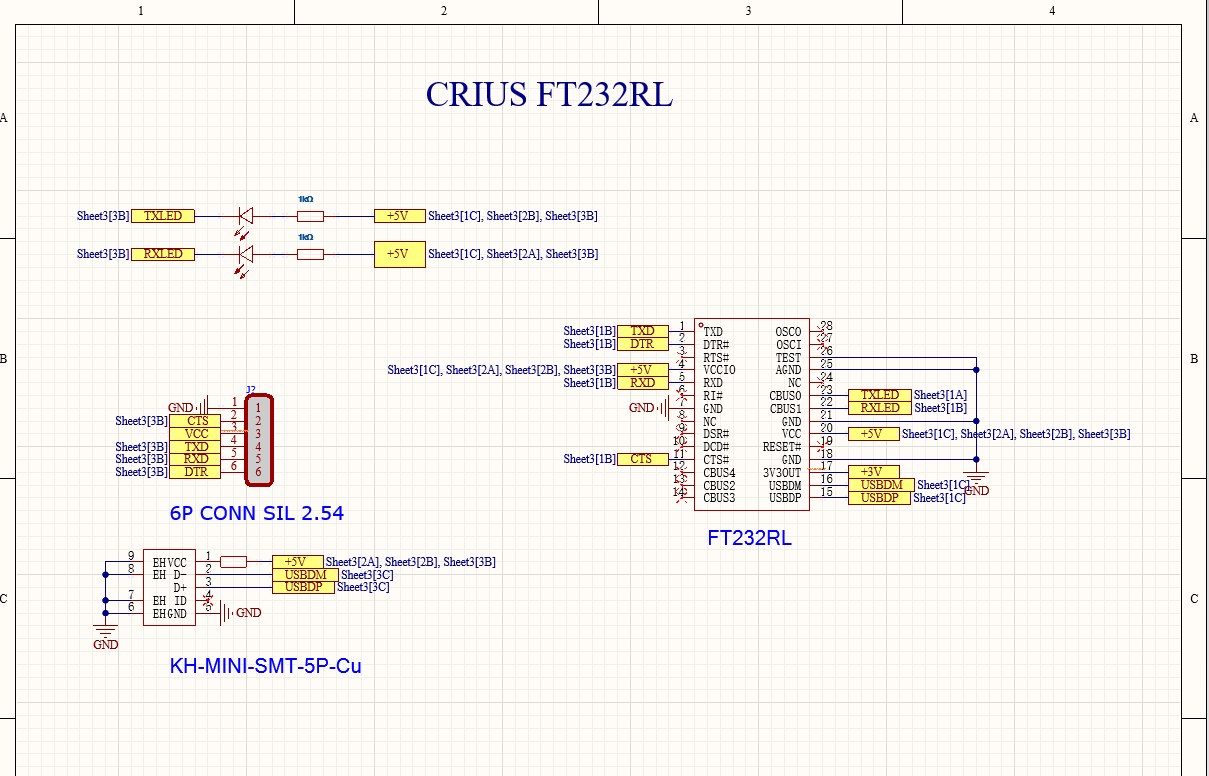 1 2 3 4
CRIUS FT232RL
A A
1kΩ
Sheet3[3B] TXLED +5V Sheet3[1C], Sheet3[2B], Sheet3[3B]
1kΩ
Sheet3[3B] RXLED +5V Sheet3[1C], Sheet3[2A], Sheet3[3B]
B B
Sheet3[1B] TXD 1 TXD OSCO 28
Sheet3[1B] DTR 2 DTR# OSCI 27
3 RTS# TEST 26
Sheet3[1C], Sheet3[2A], Sheet3[2B], Sheet3[3B] +5V 4 VCCIO AGND 25
Sheet3[1B] RXD 5 RXD NC 24
6 RI# CBUS0 23 TXLED Sheet3[1A]
GND 7 GND CBUS1 22 RXLED Sheet3[1B]
8 NC GND 21
9 DSR# VCC 20 +5V Sheet3[1C], Sheet3[2A], Sheet3[2B], Sheet3[3B]
10 DCD# RESET# 19
Sheet3[1B] CTS 11 CTS# GND 18
12 CBUS4 3V3OUT 17 +3V
13 CBUS2 USBDM 16 USBDM Sheet3[1C]
14 CBUS3 USBDP 15 USBDP Sheet3[1C]
GND
FT232RL
J?
GND 1 1
Sheet3[3B] CTS 2 2
VCC 3 3
Sheet3[3B] TXD 4 4
Sheet3[3B] RXD 5 5
Sheet3[3B] DTR 6 6
6P CONN SIL 2.54
9 EH VCC 1 +5V Sheet3[2A], Sheet3[2B], Sheet3[3B]
8 EH D- 2 USBDM Sheet3[3C]
D+ 3 USBDP Sheet3[3C]
7 EH ID 4
6 EH GND 5 GND
GND
C C
KH-MINI-SMT-5P-Cu